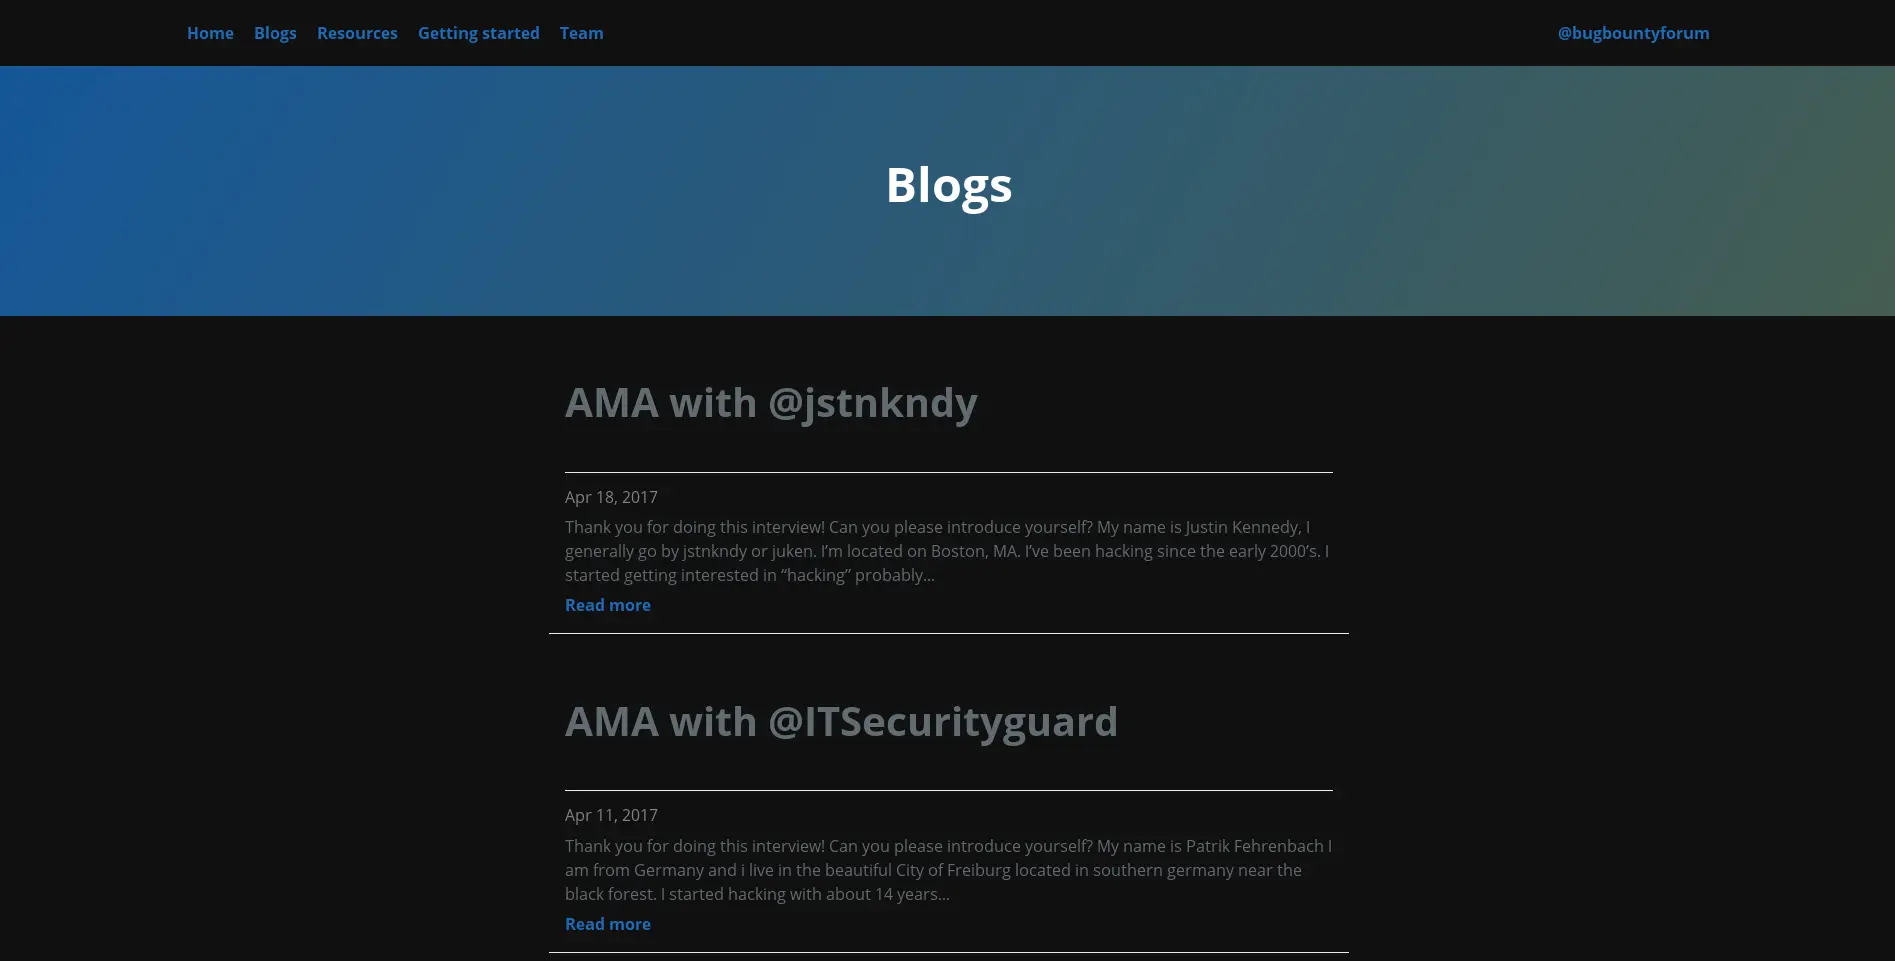 Home Blogs Resources Getting started Team @bugbountyforum
Blogs
AMA with @jstnkndy
Apr 18, 2017
Thank you for doing this interview! Can you please introduce yourself? My name is Justin Kennedy, I
generally go by jstnkndy or juken. I’m located on Boston, MA. I’ve been hacking since the early 2000’s. I
started getting interested in “hacking” probably...
Read more
AMA with @ITSecurityguard
Apr 11, 2017
Thank you for doing this interview! Can you please introduce yourself? My name is Patrik Fehrenbach I
am from Germany and i live in the beautiful City of Freiburg located in southern germany near the
black forest. I started hacking with about 14 years...
Read more